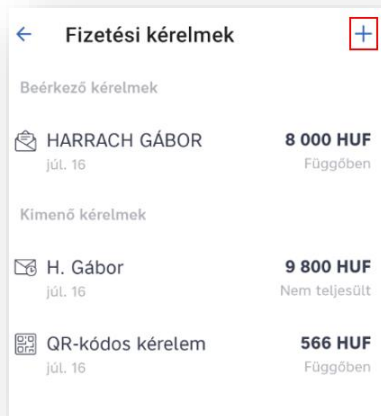 Fizetési kérelmek
Beérkező kérelmek
HARRACH GÁBOR 8 000 HUF
júl. 16 Függőben
Kimenő kérelmek
H. Gábor 9 800 HUF
júl. 16 Nem teljesült
QR-kódos kérelem 566 HUF
júl. 16 Függőben